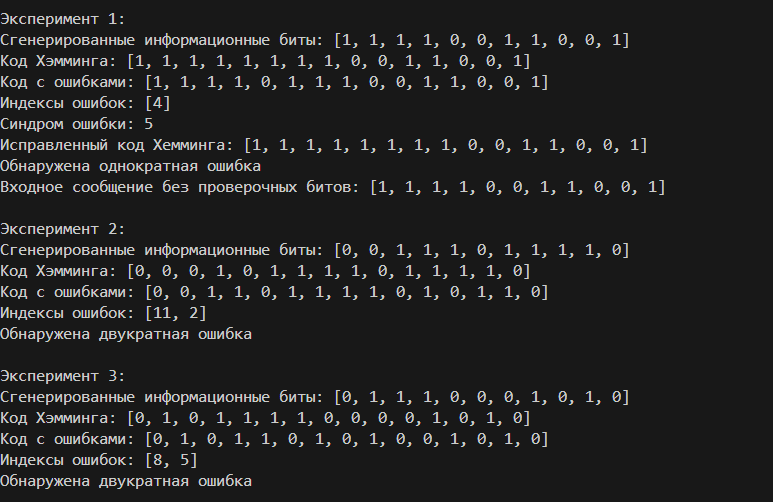 Эксперимент 1:
Сгенерированные информационные биты: [1, 1, 1, 1, 0, 0, 1, 1, 0, 0, 1]
Код Хэмминга: [1, 1, 1, 1, 1, 1, 1, 1, 0, 0, 1, 1, 0, 0, 1]
Код с ошибками: [1, 1, 1, 1, 0, 1, 1, 1, 0, 0, 1, 1, 0, 0, 1]
Индексы ошибок: [4]
Синдром ошибки: 5
Исправленный код Хемминга: [1, 1, 1, 1, 1, 1, 1, 1, 0, 0, 1, 1, 0, 0, 1]
Обнаружена однократная ошибка
Входное сообщение без проверочных битов: [1, 1, 1, 1, 0, 0, 1, 1, 0, 0, 1]
Эксперимент 2:
Сгенерированные информационные биты: [0, 0, 1, 1, 1, 0, 1, 1, 1, 1, 0]
Код Хэмминга: [0, 0, 0, 1, 0, 1, 1, 1, 1, 0, 1, 1, 1, 1, 0]
Код с ошибками: [0, 0, 1, 1, 0, 1, 1, 1, 1, 0, 1, 0, 1, 1, 0]
Индексы ошибок: [11, 2]
Обнаружена двукратная ошибка
Эксперимент 3:
Сгенерированные информационные биты: [0, 1, 1, 1, 0, 0, 0, 1, 0, 1, 0]
Код Хэмминга: [0, 1, 0, 1, 1, 1, 1, 0, 0, 0, 0, 1, 0, 1, 0]
Код с ошибками: [0, 1, 0, 1, 1, 0, 1, 0, 1, 0, 0, 1, 0, 1, 0]
Индексы ошибок: [8, 5]
Обнаружена двукратная ошибка